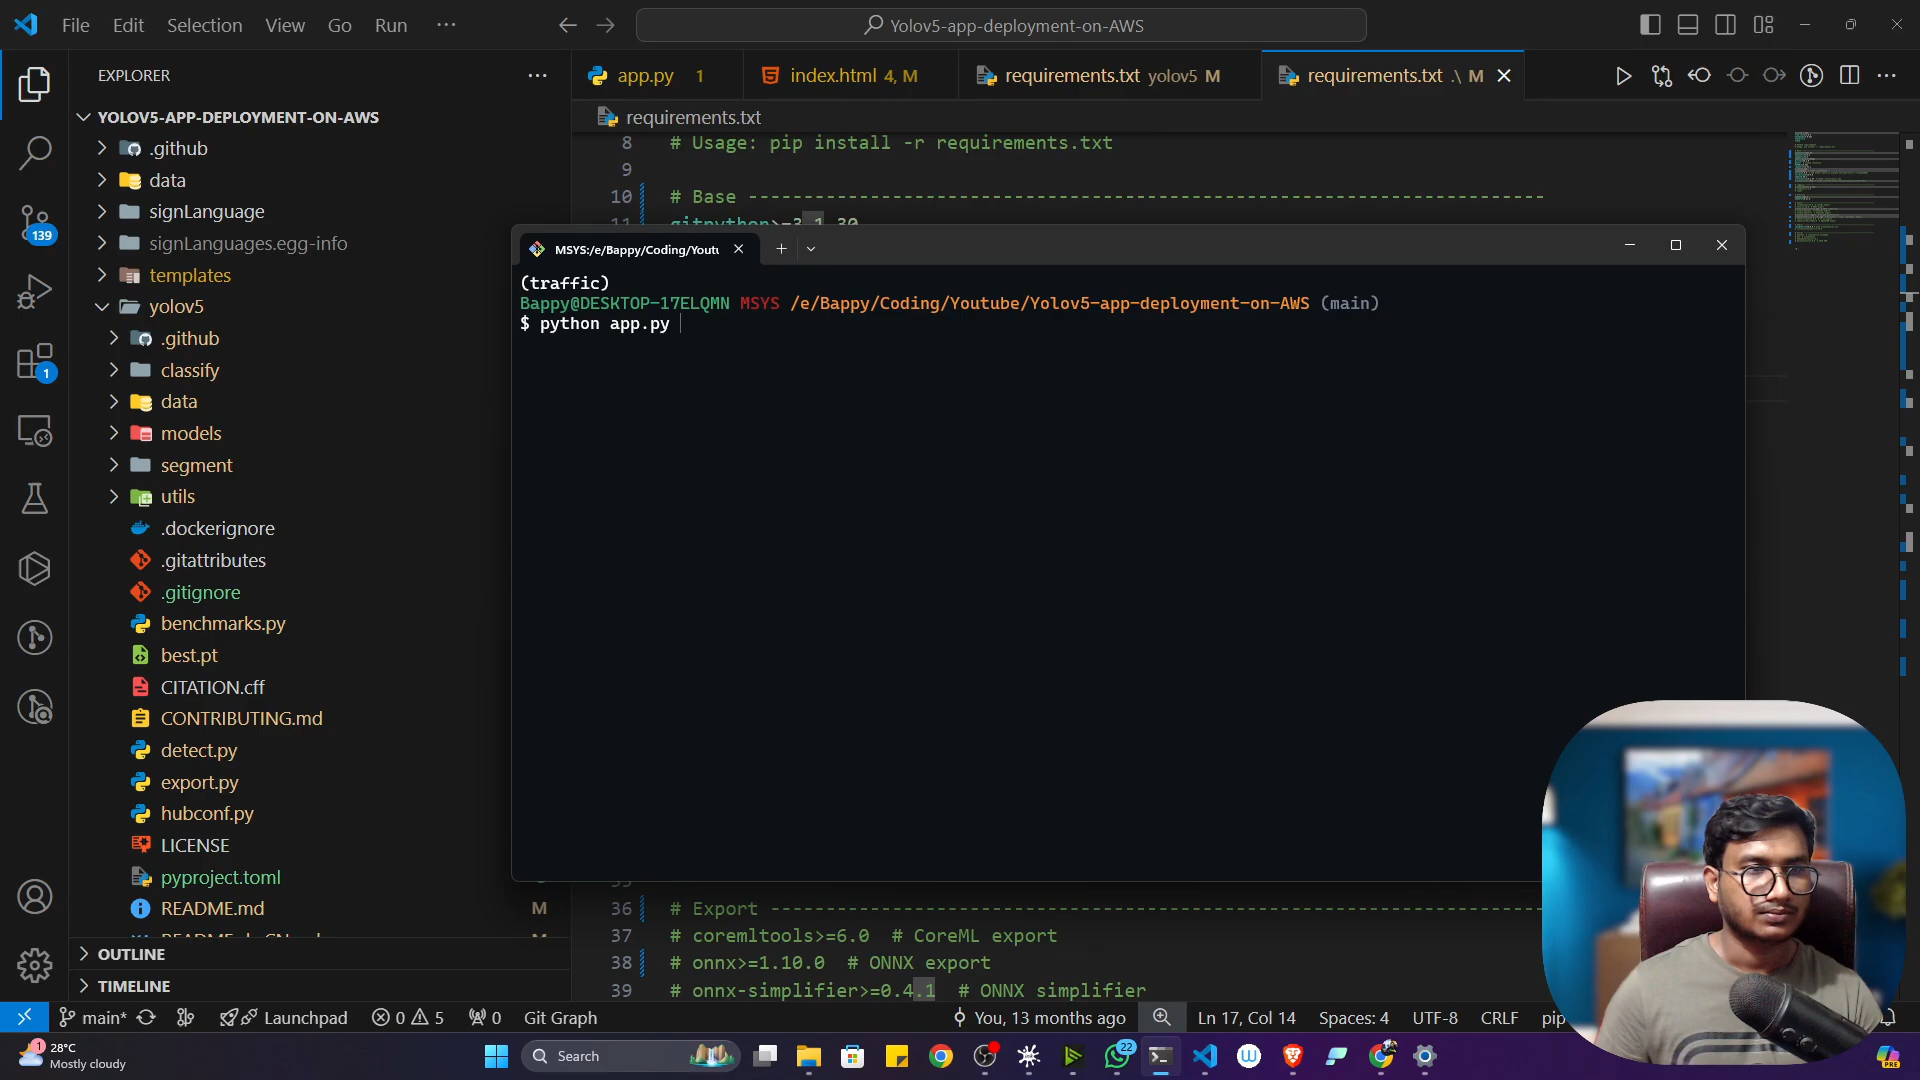 File Edit Selection View Go Run ···
Yolov5-app-deployment-on-AWS
EXPLORER
app.py 1
index.html 4, M
requirements.txt yolov5 M
requirements.txt .\ M
YOLOV5-APP-DEPLOYMENT-ON-AWS
.github
data
signLanguage
signLanguages.egg-info
templates
yolov5
.github
classify
data
models
segment
utils
.dockerignore
.gitattributes
.gitignore
benchmarks.py
best.pt
CITATION.cff
CONTRIBUTING.md
detect.py
export.py
hubconf.py
LICENSE
pyproject.toml
README.md M
OUTLINE
TIMELINE
139
1
requirements.txt
8 # Usage: pip install -r requirements.txt
9
10 # Base ------------------------------------------------------------------------
11 gitpython>=3.1.30
MSYS:/e/Bappy/Coding/Youtu
(traffic)
Bappy@DESKTOP-17ELQMN MSYS /e/Bappy/Coding/Youtube/Yolov5-app-deployment-on-AWS (main)
$ python app.py
36 # Export ----------------------------------------------------------------------
37 # coremltools>=6.0 # CoreML export
38 # onnx>=1.10.0 # ONNX export
39 # onnx-simplifier>=0.4.1 # ONNX simplifier
main* Launchpad 0 5 0 Git Graph You, 13 months ago Ln 17, Col 14 Spaces: 4 UTF-8 CRLF pip
1
28°C
Mostly cloudy
Search
22
PRE